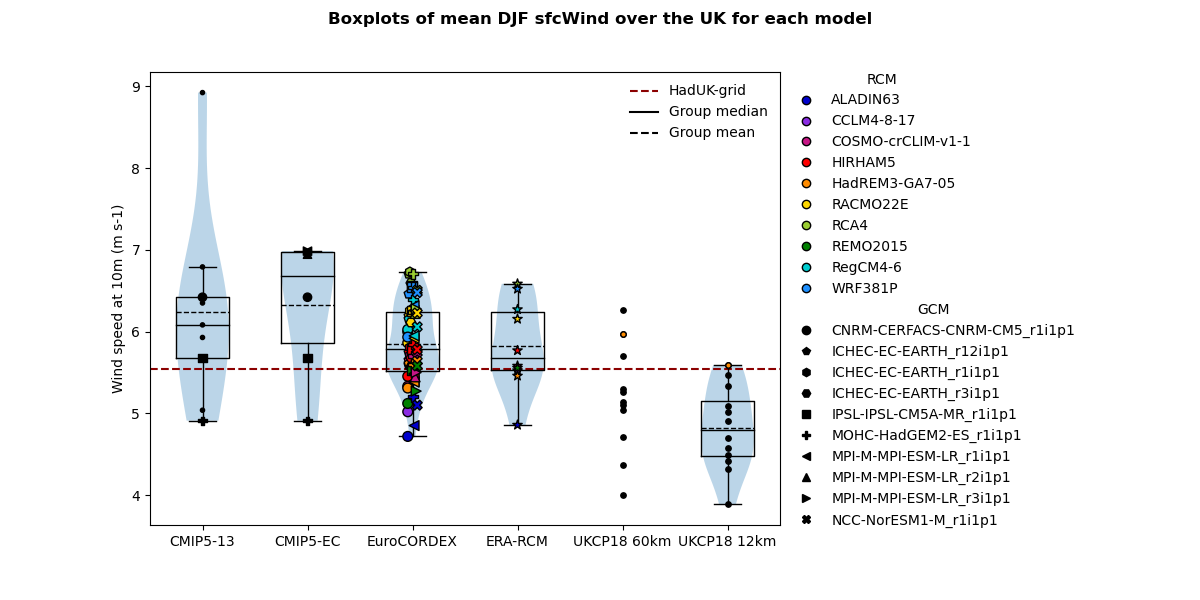 Boxplots of mean DJF sfcWind over the UK for each model
Wind speed at 10m (m s-1)
9
8
7
6
5
4
CMIP5-13
CMIP5-EC
EuroCORDEX
ERA-RCM
UKCP18 60km
UKCP18 12km
HadUK-grid
Group median
Group mean
RCM
ALADIN63
CCLM4-8-17
COSMO-crCLIM-v1-1
HIRHAM5
HadREM3-GA7-05
RACMO22E
RCA4
REMO2015
RegCM4-6
WRF381P
GCM
CNRM-CERFACS-CNRM-CM5_r1i1p1
ICHEC-EC-EARTH_r12i1p1
ICHEC-EC-EARTH_r1i1p1
ICHEC-EC-EARTH_r3i1p1
IPSL-IPSL-CM5A-MR_r1i1p1
MOHC-HadGEM2-ES_r1i1p1
MPI-M-MPI-ESM-LR_r1i1p1
MPI-M-MPI-ESM-LR_r2i1p1
MPI-M-MPI-ESM-LR_r3i1p1
NCC-NorESM1-M_r1i1p1